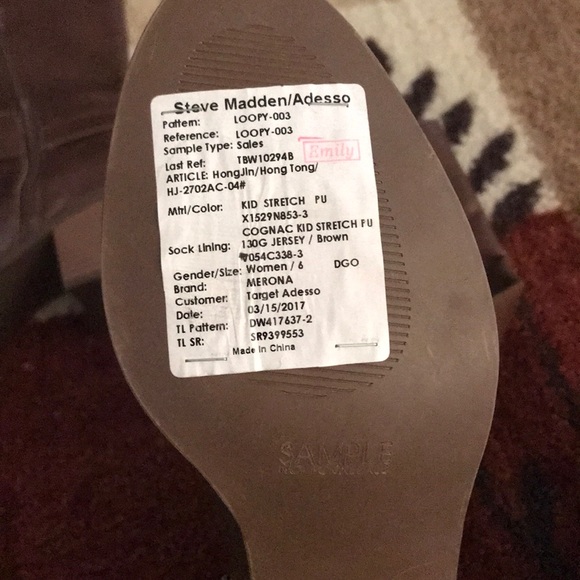 Steve Madden/Adesso
Pattern: LOOPY-003
Reference: LOOPY-003
Sample Type: Sales
Emily
Last Ref: TBW10294B
ARTICLE: HongJin/Hong Tong/
HJ-2702AC-04#
Mtrl/Color: KID STRETCH PU
X1529N853-3
COGNAC KID STRETCH PU
Sock Lining: 130G JERSEY / Brown
7054C338-3
Gender/Size: Women / 6 DGO
Brand: MERONA
Customer: Target Adesso
Date: 03/15/2017
TL Pattern: DW417637-2
TL SR: SR9399553
Made in China
SAMPLE